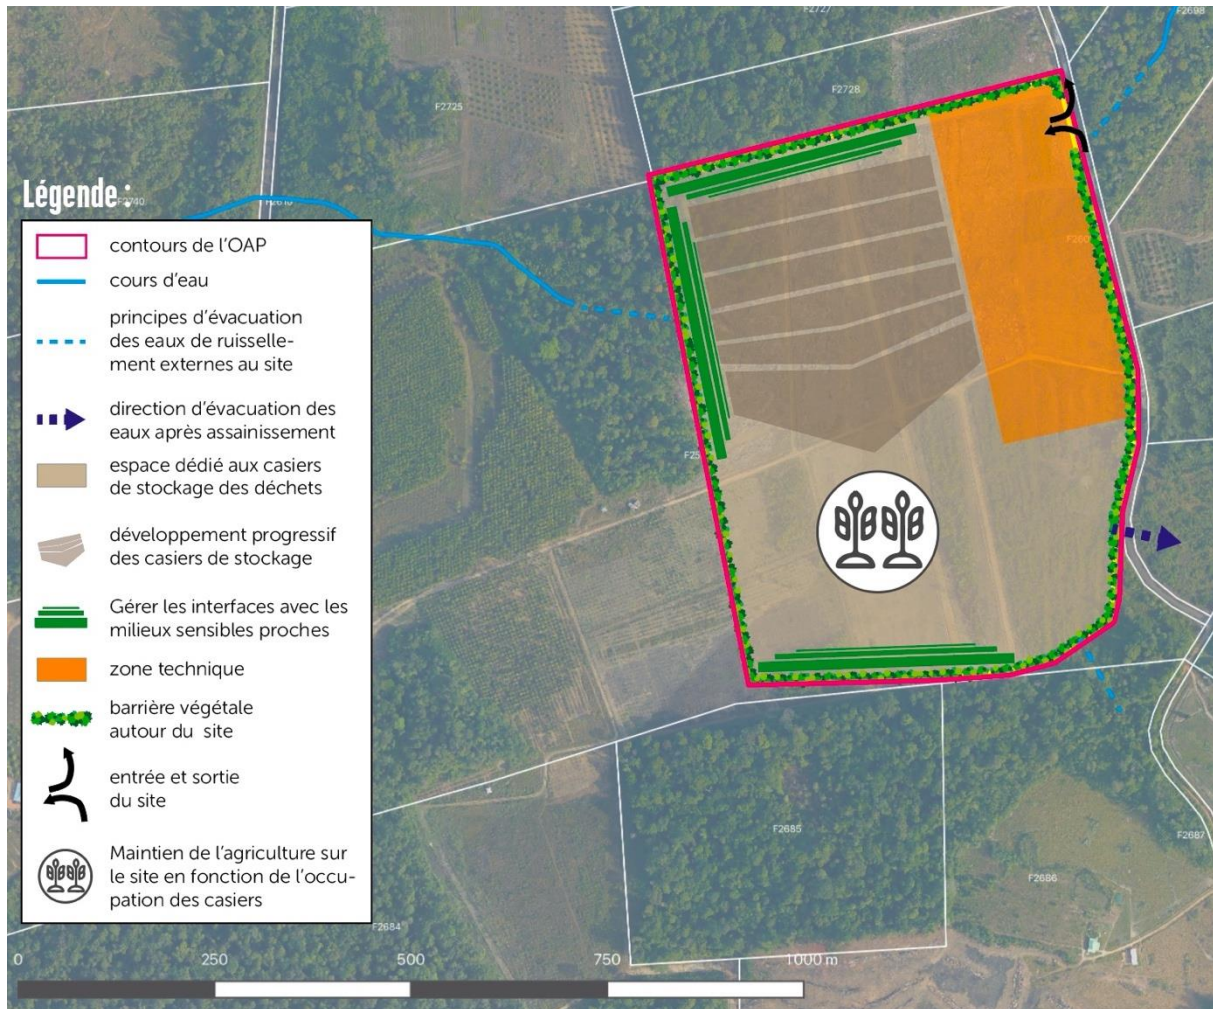 F2727
F2698
F2725
F2728
Légende :
F2740
F2610
contours de l'OAP
cours d'eau
principes d'évacuation
des eaux de ruisselle-
ment externes au site
direction d'évacuation des
eaux après assainissement
espace dédié aux casiers
de stockage des déchets
développement progressif
des casiers de stockage
Gérer les interfaces avec les
milieux sensibles proches
zone technique
barrière végétale
autour du site
entrée et sortie
du site
Maintien de l'agriculture sur
le site en fonction de l'occu-
pation des casiers
F2685
F2687
F2686
F2684
0 250 500 750 1000 m